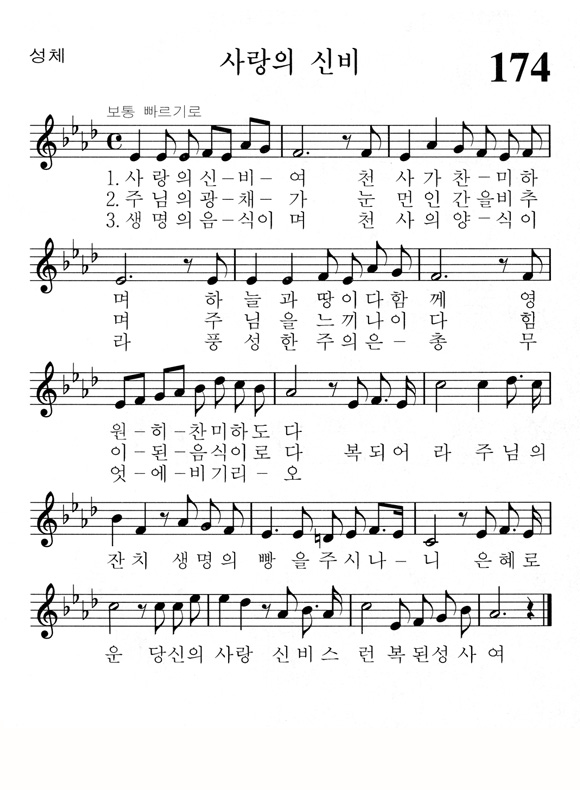 성체
사랑의 신비
174
보통 빠르기로
1. 사 랑 의 신 - 비 - 여 천 사 가 찬 - 미 하
2. 주 님 의 광 - 채 - 가 눈 먼 인 간 을 비 추
3. 생 명 의 음 - 식 이 며 천 사 의 양 - 식 이
며 하 늘 과 땅 이 다 함 께 영
며 주 님 을 느 끼 나 이 다 힘
라 풍 성 한 주 의 은 - 총 무
원 - 히 - 찬 미 하 도 다
이 - 된 - 음 식 이 로 다 복 되 어 라 주 님 의
엇 - 에 - 비 기 리 - 오
잔 치 생 명 의 빵 을 주 시 나 - 니 은 혜 로
운 당 신 의 사 랑 신 비 스 런 복 된 성 사 여